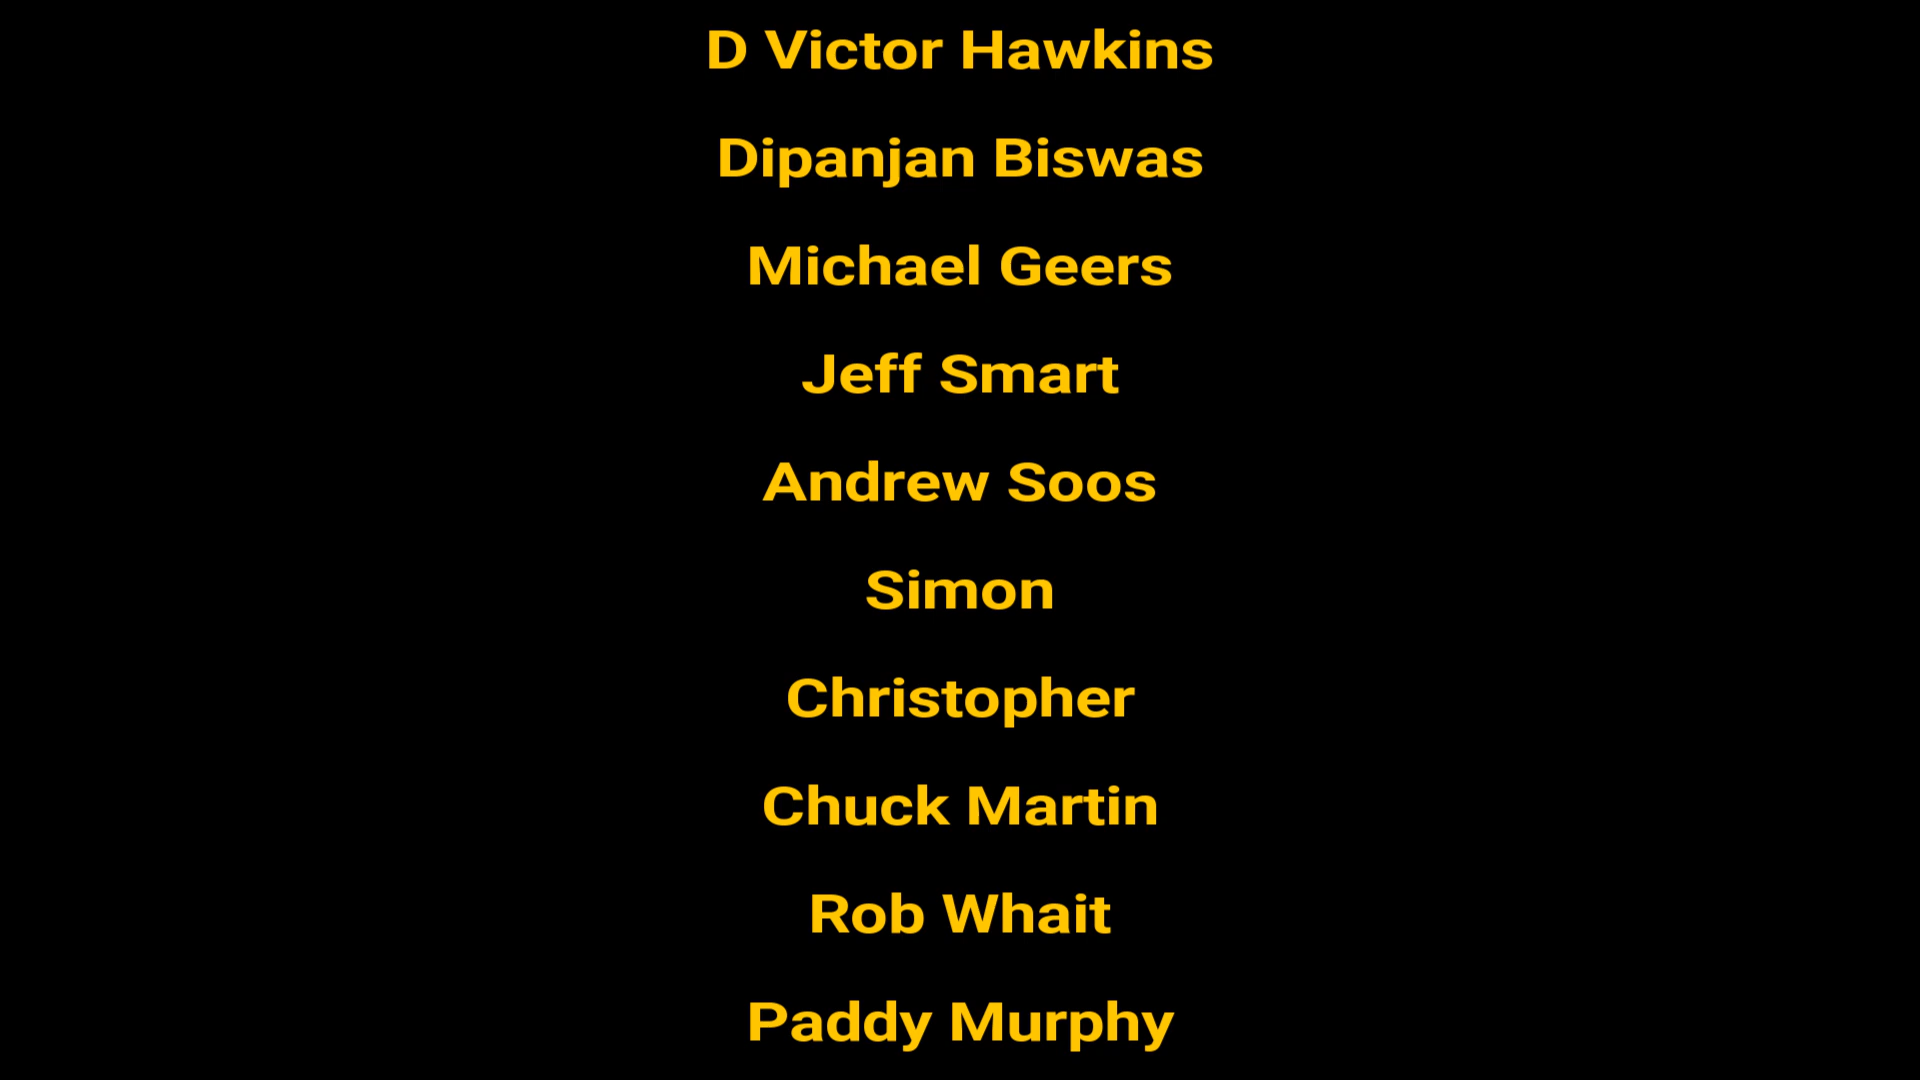 D Victor Hawkins
Dipanjan Biswas
Michael Geers
Jeff Smart
Andrew Soos
Simon
Christopher
Chuck Martin
Rob Whait
Paddy Murphy